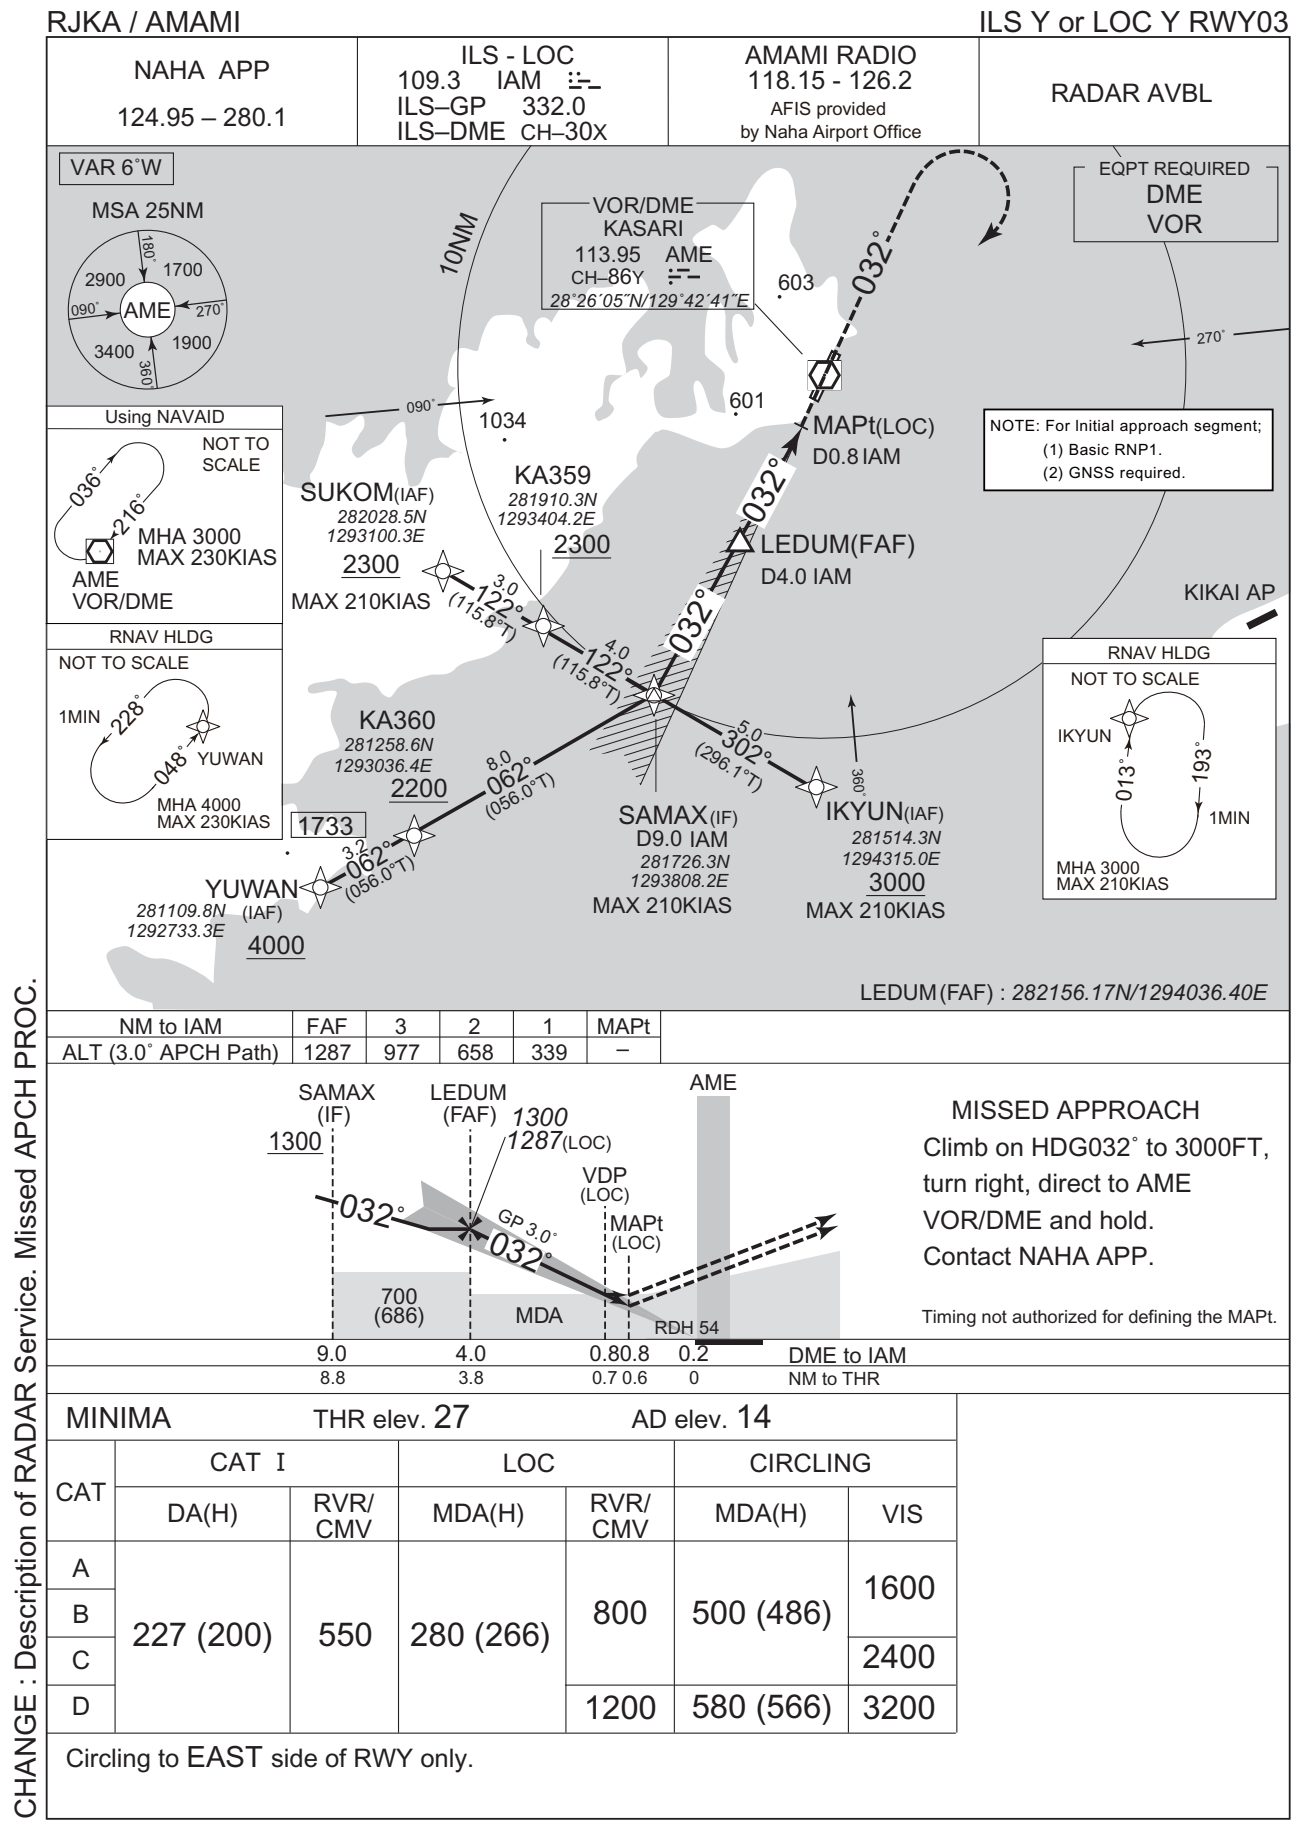 RJKA / AMAMI
ILS Y or LOC Y RWY03
NAHA APP
124.95 – 280.1
ILS - LOC
109.3 IAM
ILS–GP 332.0
ILS–DME CH–30X
AMAMI RADIO
118.15 - 126.2
AFIS provided
by Naha Airport Office
RADAR AVBL
VAR 6°W
MSA 25NM
180°
2900
1700
090°
AME
270°
3400
1900
360°
10NM
VOR/DME
KASARI
113.95 AME
CH–86Y
28°26´05˝N/129°42´41˝E
603
032°
EQPT REQUIRED
DME
VOR
270°
Using NAVAID
NOT TO
SCALE
036°
216°
MHA 3000
MAX 230KIAS
AME
VOR/DME
090°
1034
601
MAPt(LOC)
D0.8 IAM
NOTE: For Initial approach segment;
(1) Basic RNP1.
(2) GNSS required.
SUKOM(IAF)
282028.5N
1293100.3E
2300
MAX 210KIAS
KA359
281910.3N
1293404.2E
2300
032°
LEDUM(FAF)
D4.0 IAM
3.0
122°
(115.8°T)
4.0
122°
(115.8°T)
032°
KIKAI AP
RNAV HLDG
NOT TO SCALE
1MIN
228°
048°
YUWAN
MHA 4000
MAX 230KIAS
RNAV HLDG
NOT TO SCALE
IKYUN
013°
193°
1MIN
MHA 3000
MAX 210KIAS
KA360
281258.6N
1293036.4E
2200
8.0
062°
(056.0°T)
5.0
302°
(296.1°T)
360°
1733
3.2
062°
(056.0°T)
YUWAN
(IAF)
281109.8N
1292733.3E
4000
SAMAX(IF)
D9.0 IAM
281726.3N
1293808.2E
MAX 210KIAS
IKYUN(IAF)
281514.3N
1294315.0E
3000
MAX 210KIAS
LEDUM(FAF) : 282156.17N/1294036.40E
NM to IAM FAF 3 2 1 MAPt
ALT (3.0° APCH Path) 1287 977 658 339 –
SAMAX
(IF)
1300
LEDUM
(FAF)
1300
1287(LOC)
AME
032°
GP 3.0°
032°
VDP
(LOC)
MAPt
(LOC)
700
(686)
MDA
RDH 54
9.0 4.0 0.8 0.8 0.2 DME to IAM
8.8 3.8 0.7 0.6 0 NM to THR
MISSED APPROACH
Climb on HDG032° to 3000FT,
turn right, direct to AME
VOR/DME and hold.
Contact NAHA APP.
Timing not authorized for defining the MAPt.
MINIMA THR elev. 27 AD elev. 14
CAT
CAT I LOC CIRCLING
DA(H) RVR/CMV MDA(H) RVR/CMV MDA(H) VIS
A
B
C
D
227 (200) 550 280 (266)
800
1200
500 (486)
580 (566)
1600
2400
3200
Circling to EAST side of RWY only.
CHANGE : Description of RADAR Service. Missed APCH PROC.